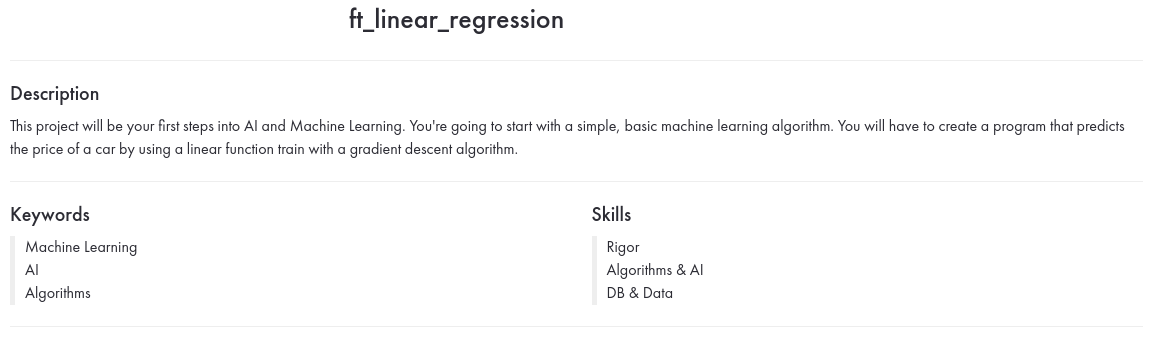 ft_linear_regression
Description
This project will be your first steps into AI and Machine Learning. You're going to start with a simple, basic machine learning algorithm. You will have to create a program that predicts
the price of a car by using a linear function train with a gradient descent algorithm.
Keywords
Machine Learning
AI
Algorithms
Skills
Rigor
Algorithms & AI
DB & Data